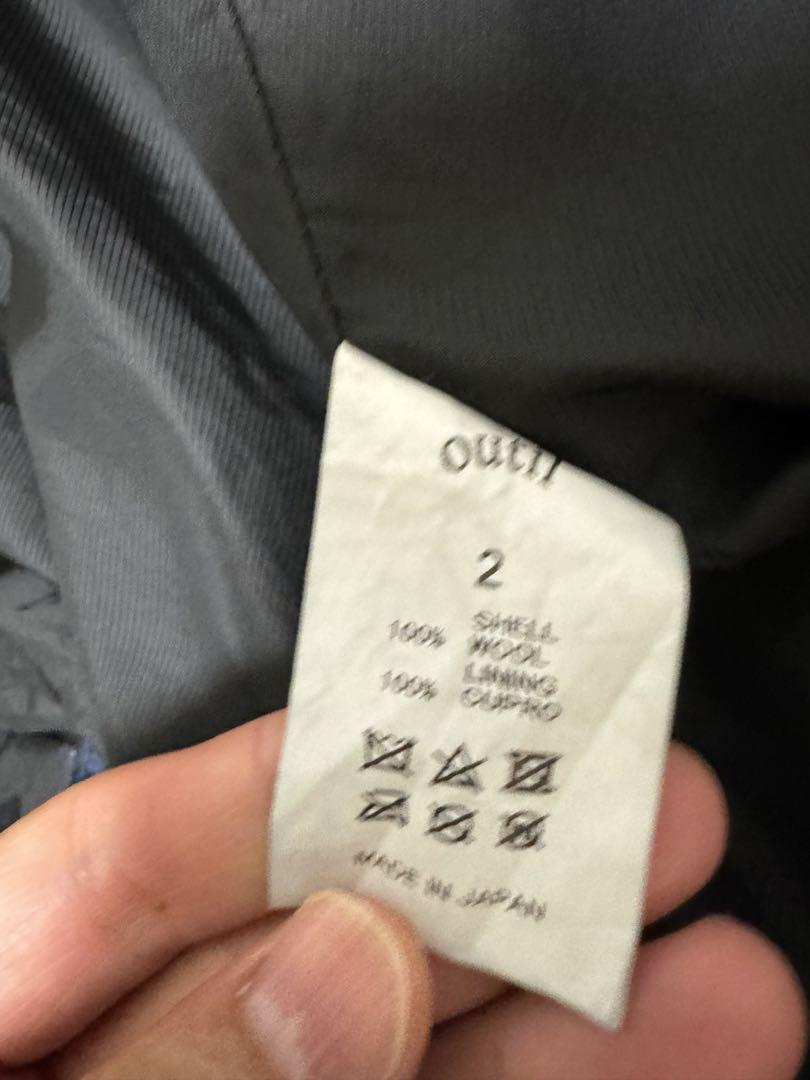 outil
2
SHELL
100% WOOL
LINING
100% CUPRO
MADE IN JAPAN